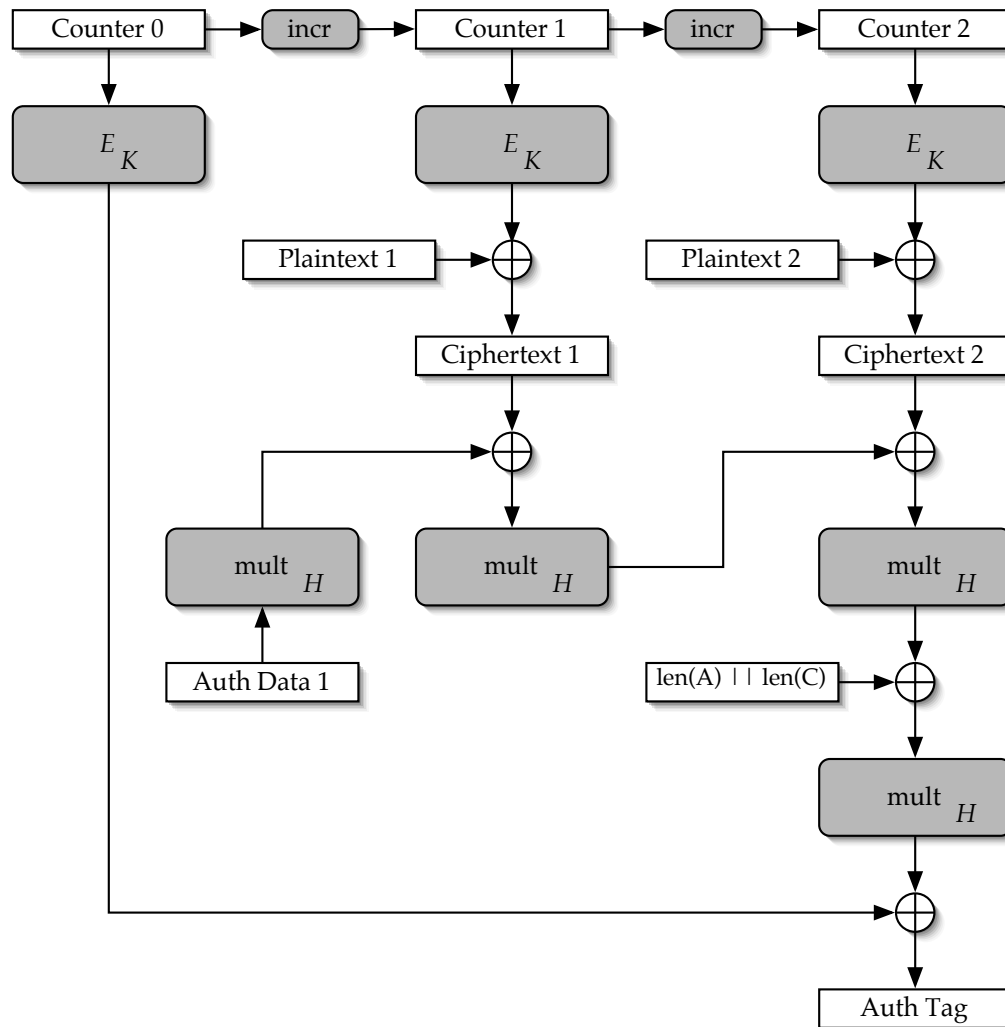 Counter 0
incr
Counter 1
incr
Counter 2
E K
E K
E K
Plaintext 1
Plaintext 2
Ciphertext 1
Ciphertext 2
mult H
mult H
mult H
Auth Data 1
len(A) || len(C)
mult H
Auth Tag